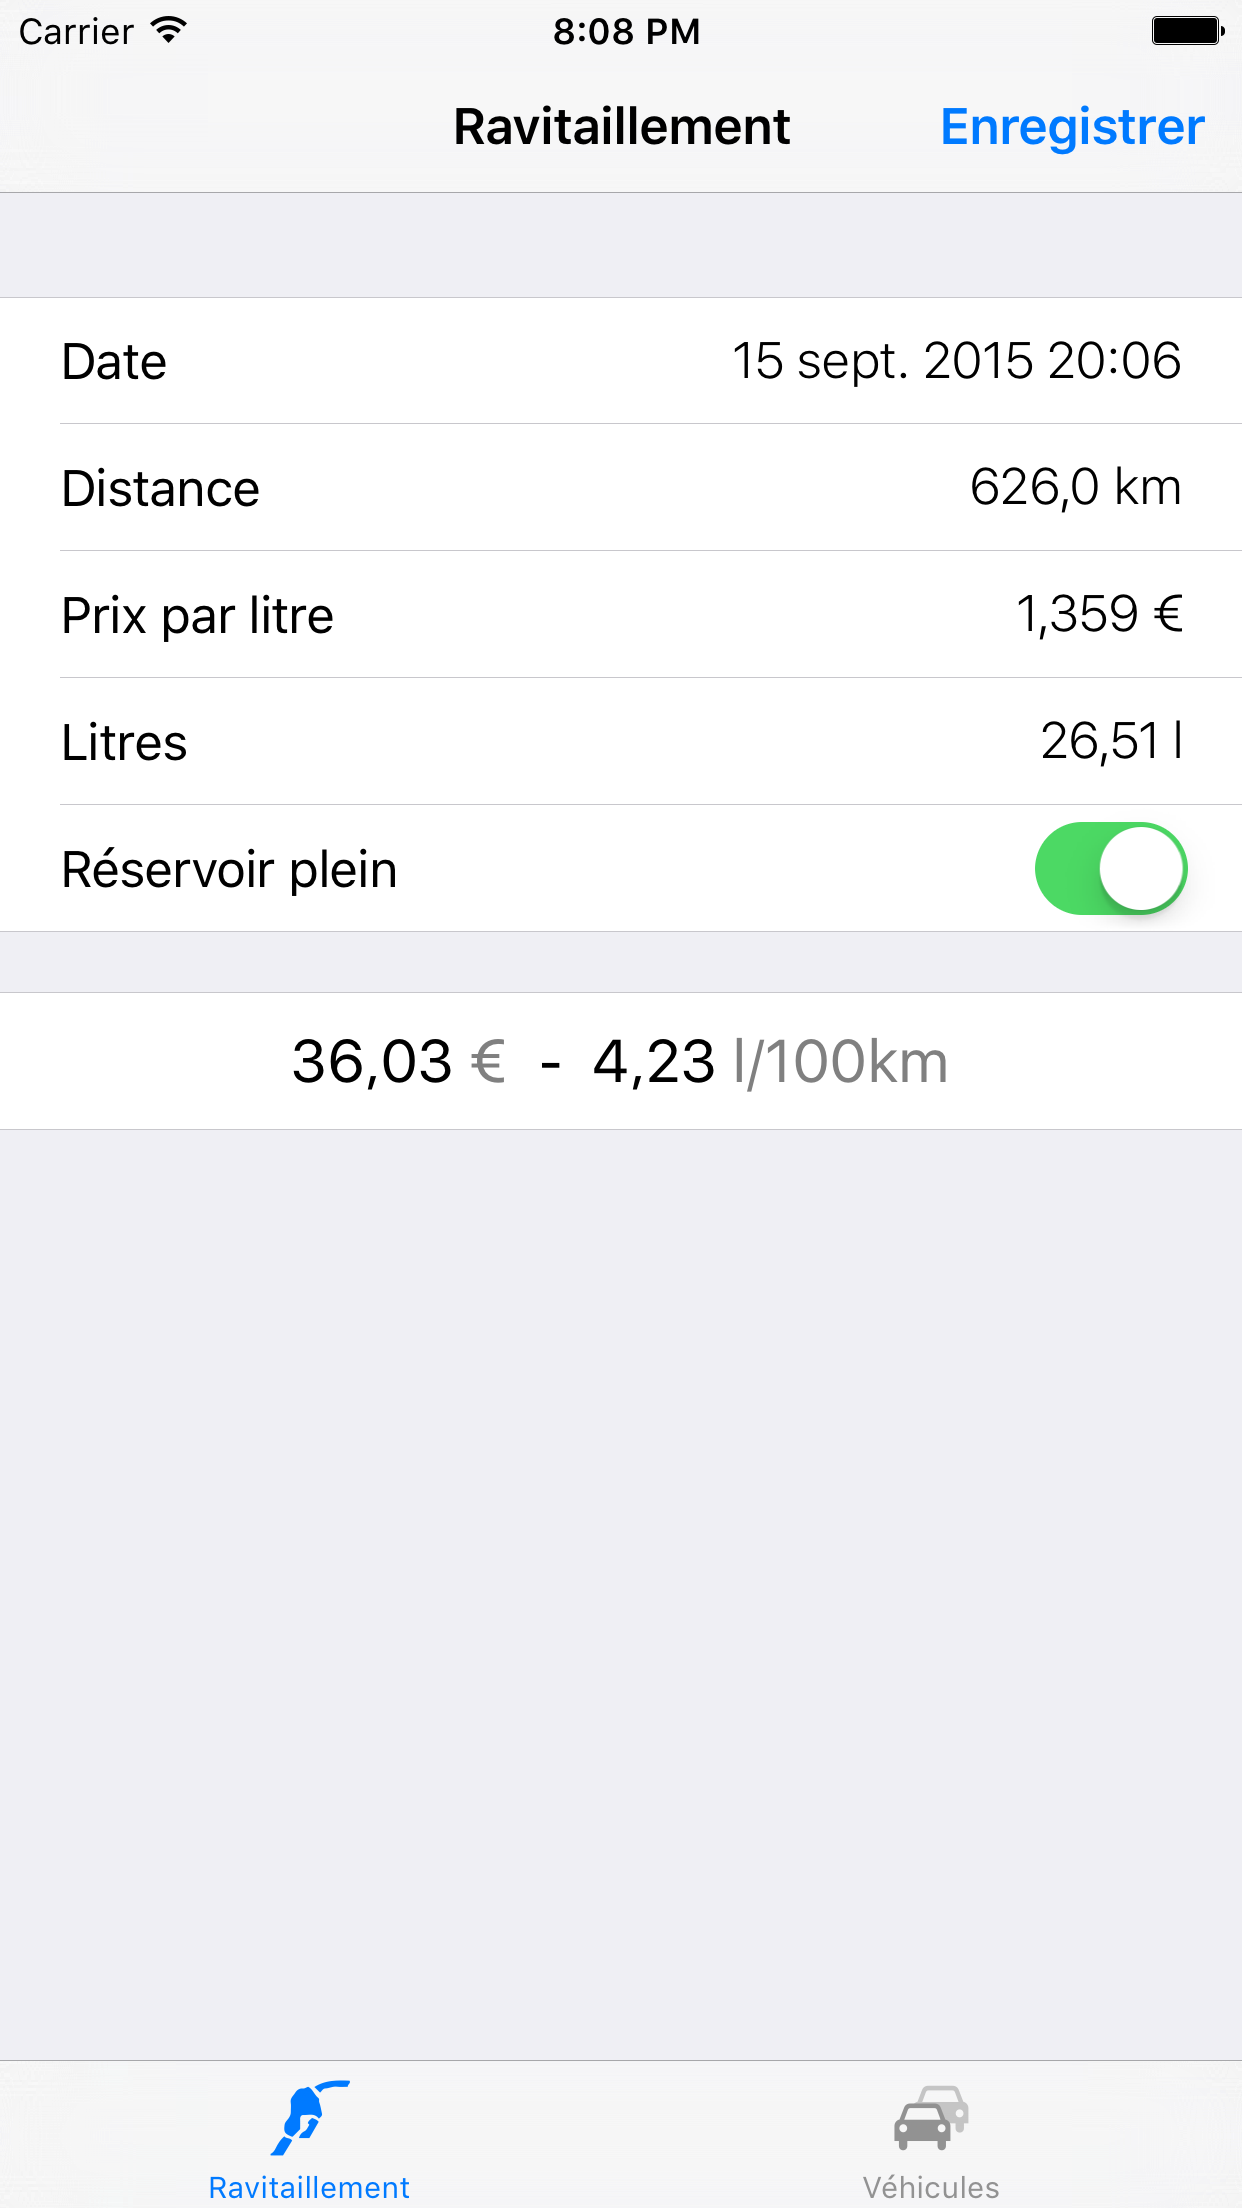 Carrier 8:08 PM
Ravitaillement Enregistrer
Date 15 sept. 2015 20:06
Distance 626,0 km
Prix par litre 1,359 €
Litres 26,51 l
Réservoir plein
36,03 € - 4,23 l/100km
Ravitaillement Véhicules